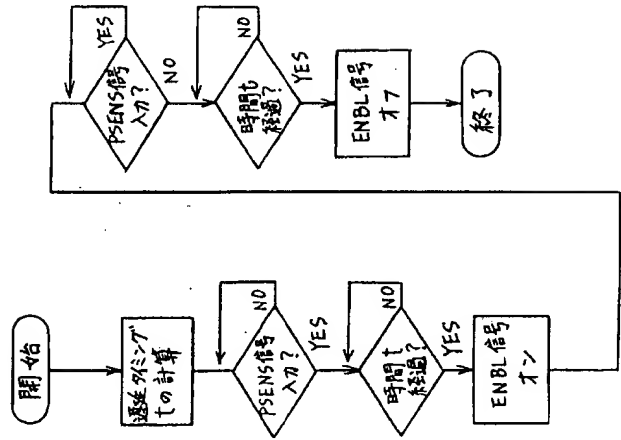 開始
遅延タイミング
tの計算
PSENS信号
入力?
NO
YES
時間t
経過?
NO
YES
ENBL信号
オン
PSENS信号
入力?
YES
NO
時間t
経過?
NO
YES
ENBL信号
オフ
終了